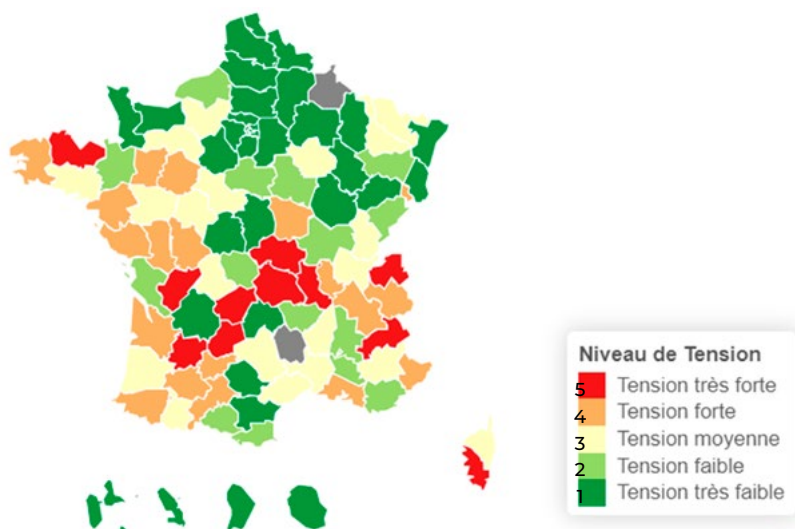 Niveau de Tension
5 Tension très forte
4 Tension forte
3 Tension moyenne
2 Tension faible
1 Tension très faible